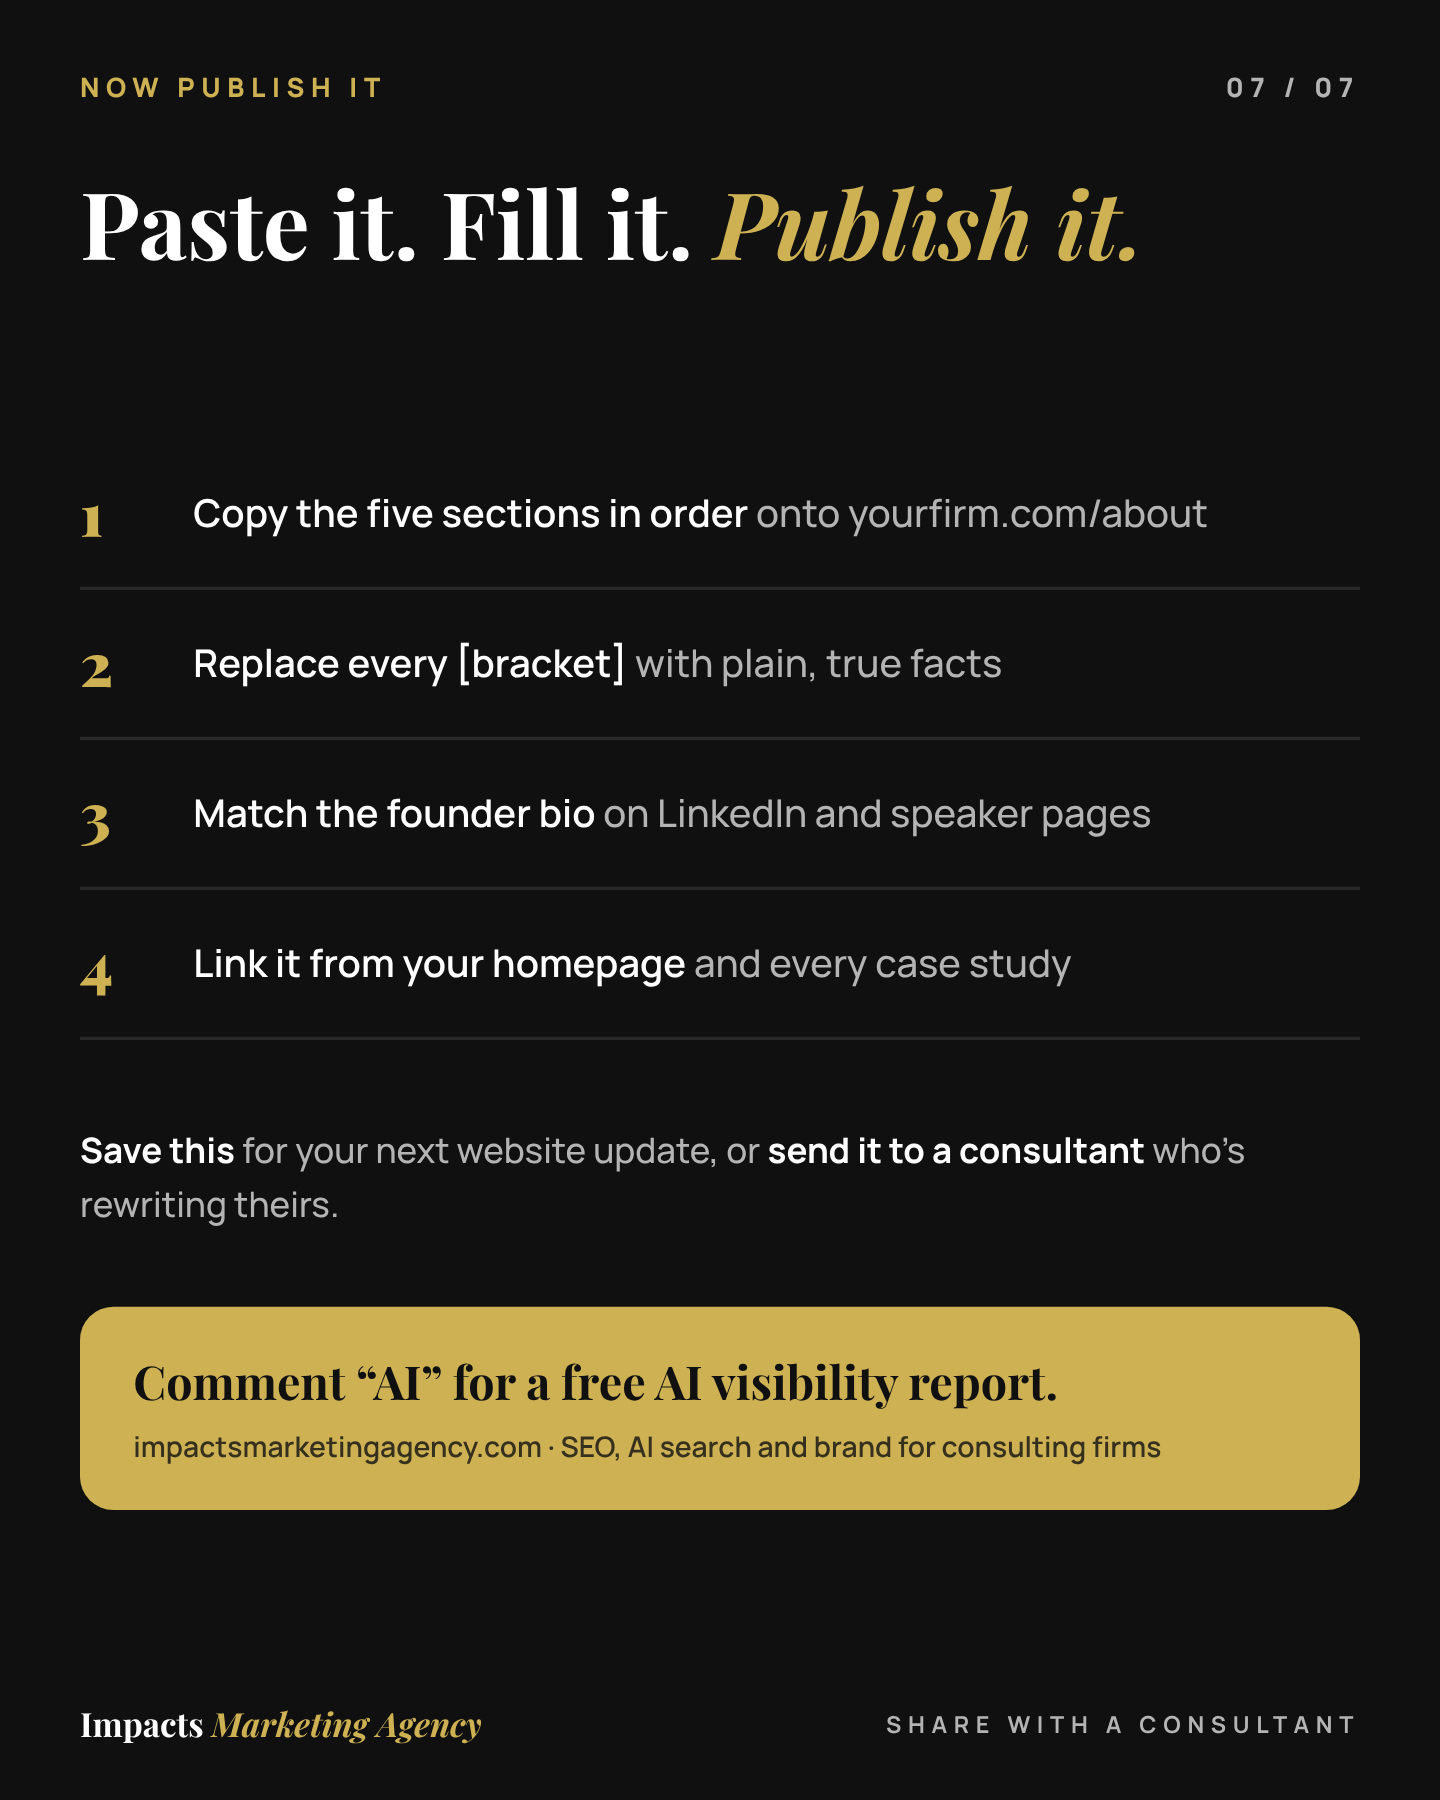 NOW PUBLISH IT
07 / 07
Paste it. Fill it. Publish it.
1 Copy the five sections in order onto yourfirm.com/about
2 Replace every [bracket] with plain, true facts
3 Match the founder bio on LinkedIn and speaker pages
4 Link it from your homepage and every case study
Save this for your next website update, or send it to a consultant who’s
rewriting theirs.
Comment “AI” for a free AI visibility report.
impactsmarketingagency.com · SEO, AI search and brand for consulting firms
Impacts Marketing Agency
SHARE WITH A CONSULTANT